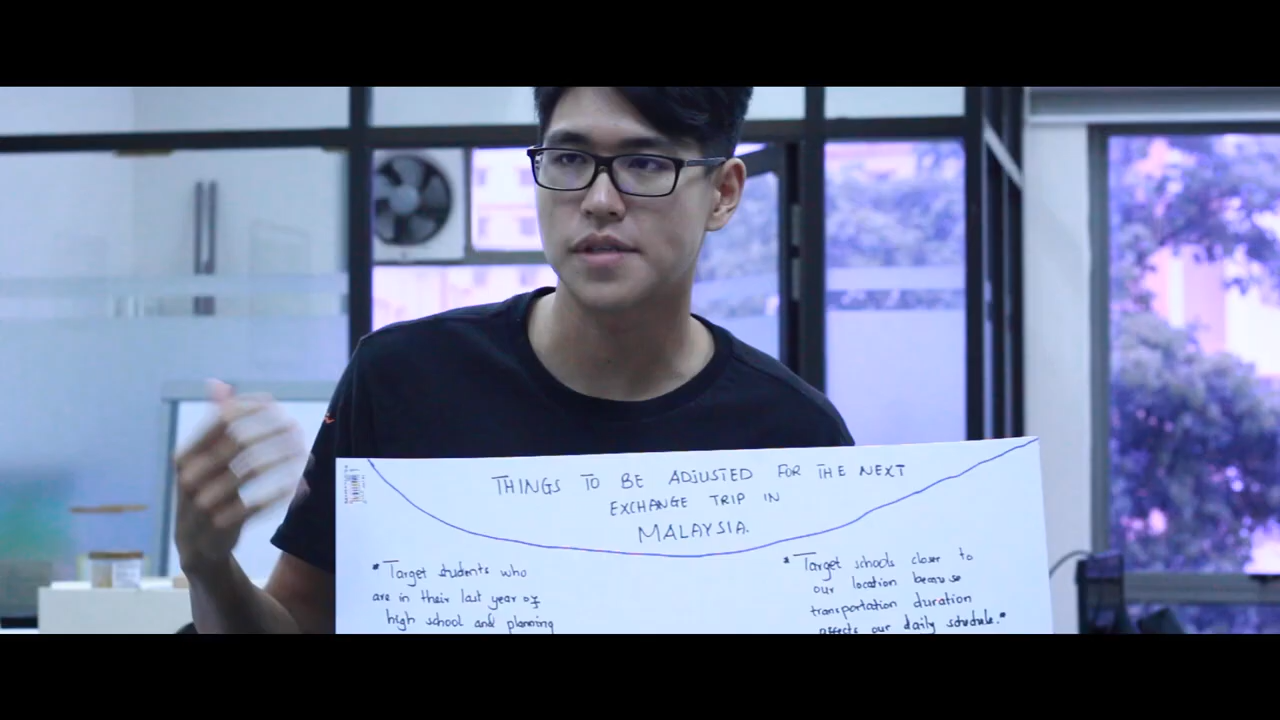 THINGS TO BE ADJUSTED FOR THE NEXT
EXCHANGE TRIP IN
MALAYSIA.
• Target students who
are in their last year of
high school and planning
• Target schools closer to
our location because
transportation duration
affects our daily schedule. •